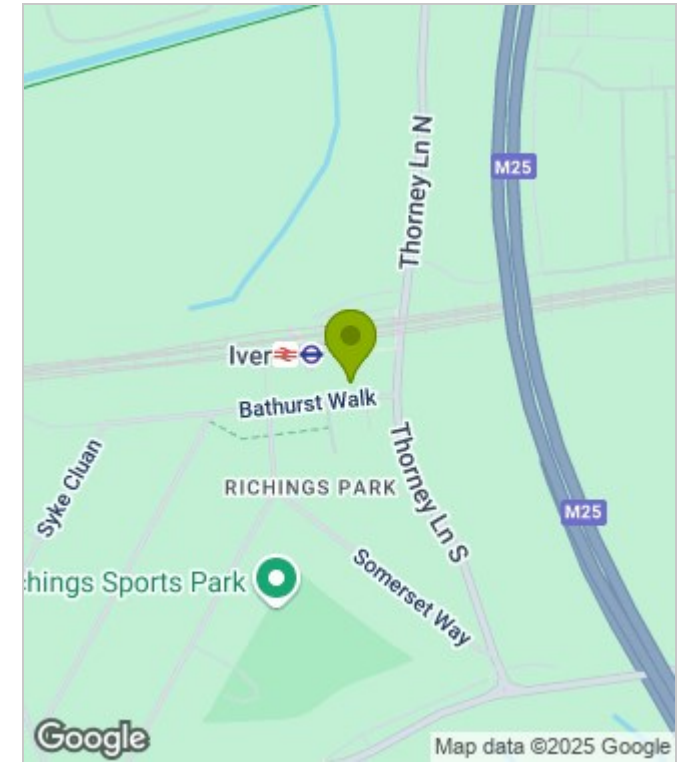 Thorney Ln N
M25
Iver
Bathurst Walk
Syke Cluan
RICHINGS PARK
Thorney Ln S
M25
hings Sports Park
Somerset Way
Google
Map data ©2025 Google